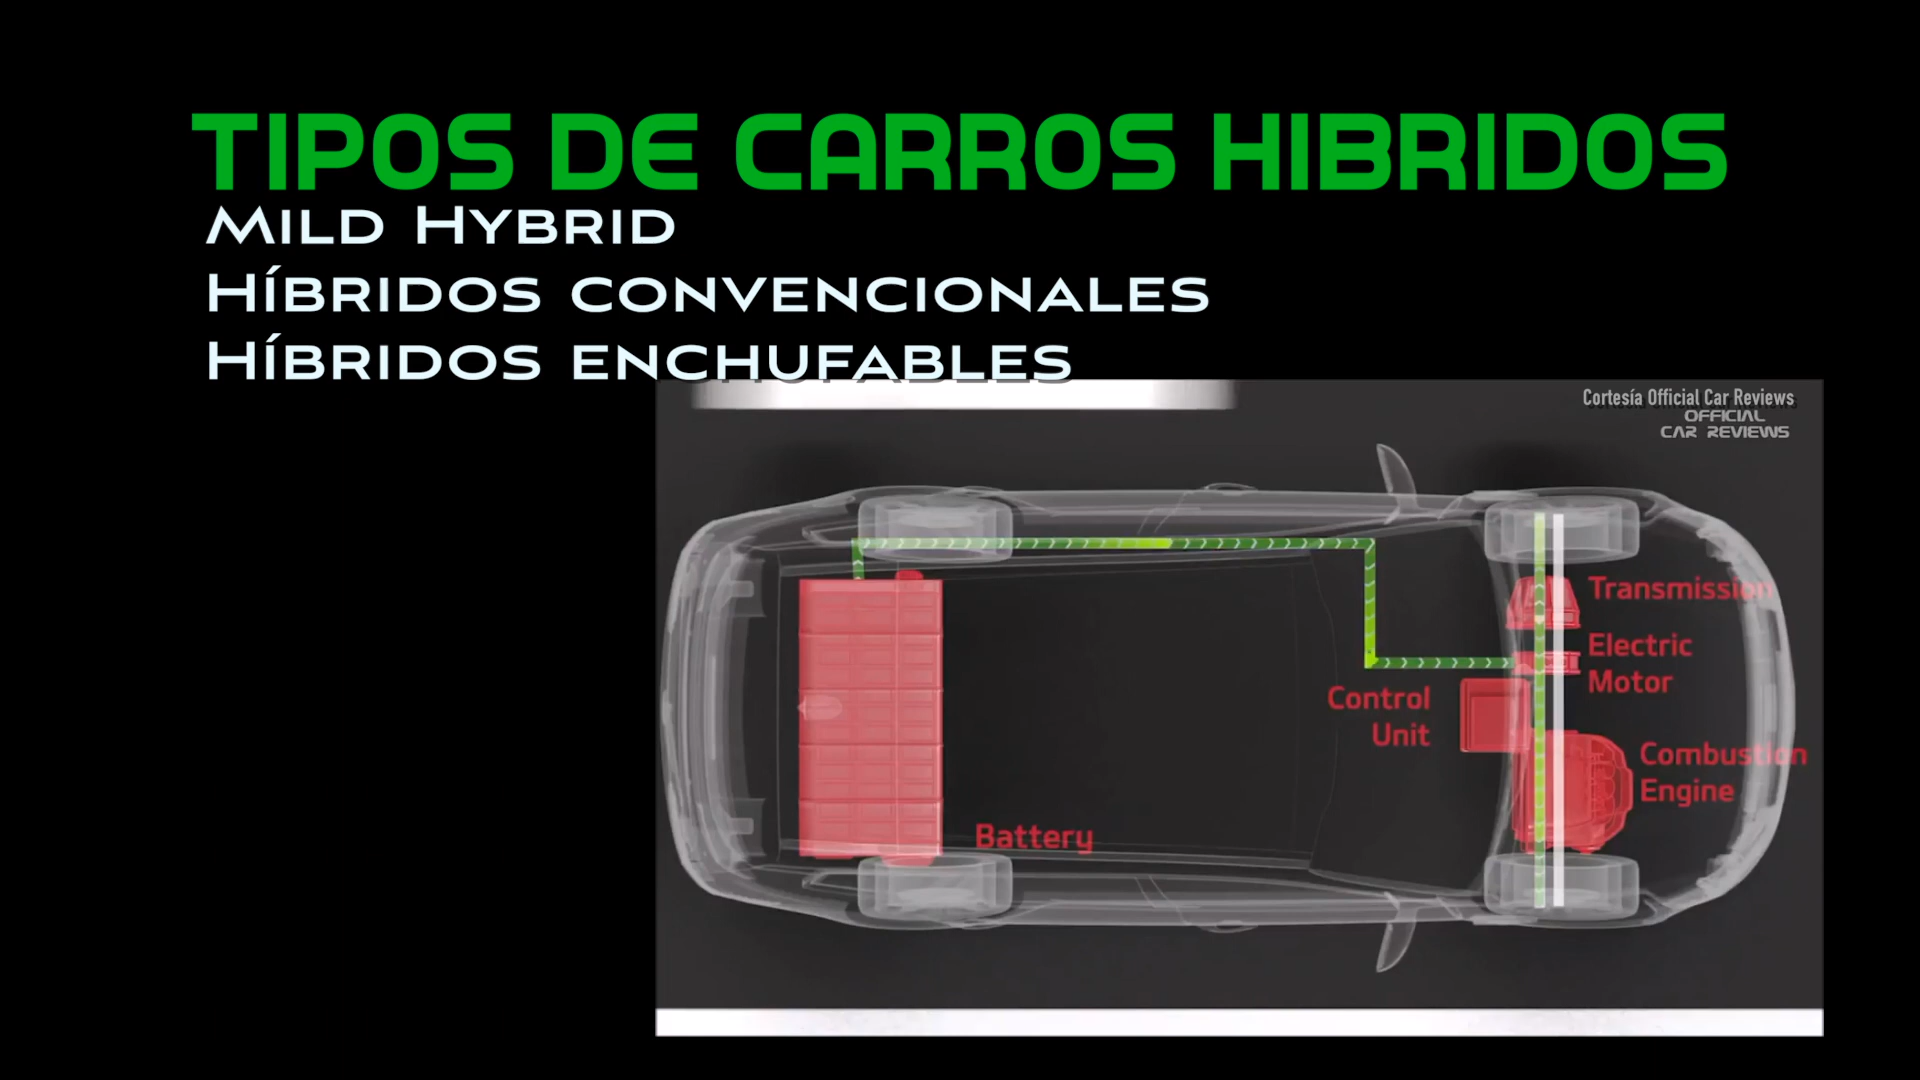 TIPOS DE CARROS HIBRIDOS
MILD HYBRID
HÍBRIDOS CONVENCIONALES
HÍBRIDOS ENCHUFABLES
Cortesía Official Car Reviews
OFFICIAL
CAR REVIEWS
Transmission
Electric
Motor
Control
Unit
Combustion
Engine
Battery